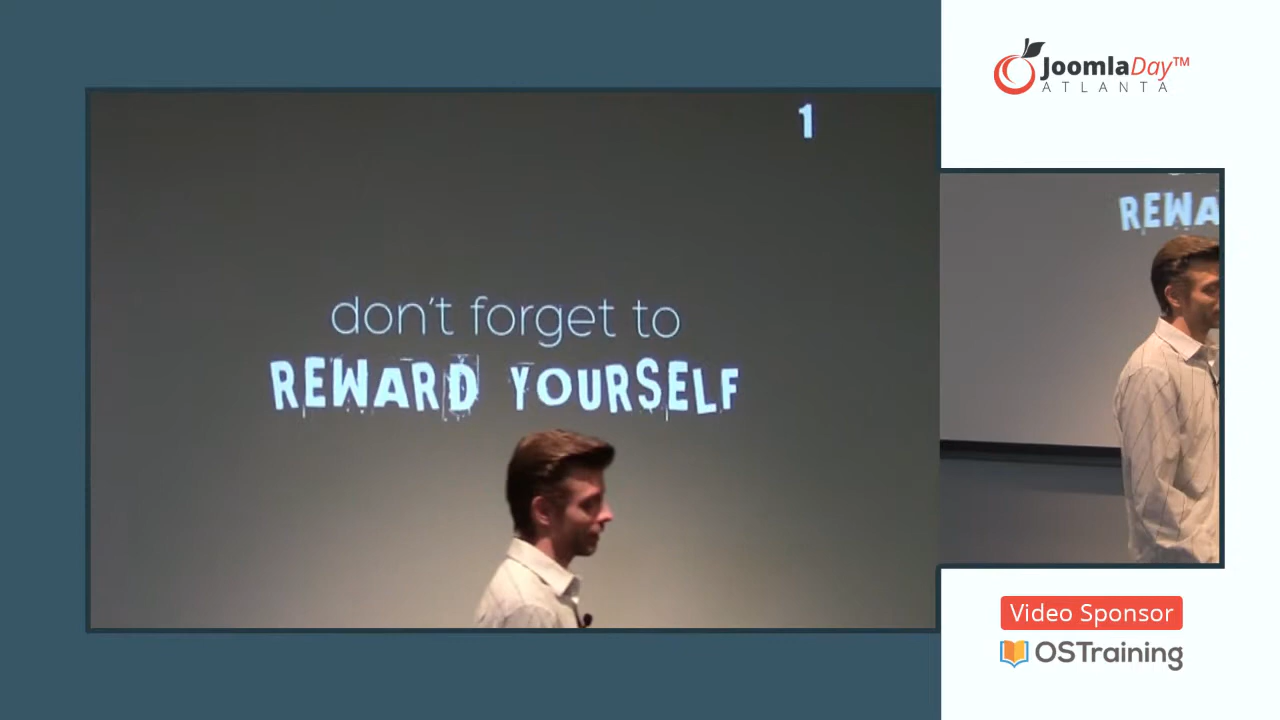 1
don't forget to
REWARD YOURSELF
JoomlaDay™
ATLANTA
REWA
Video Sponsor
OSTraining